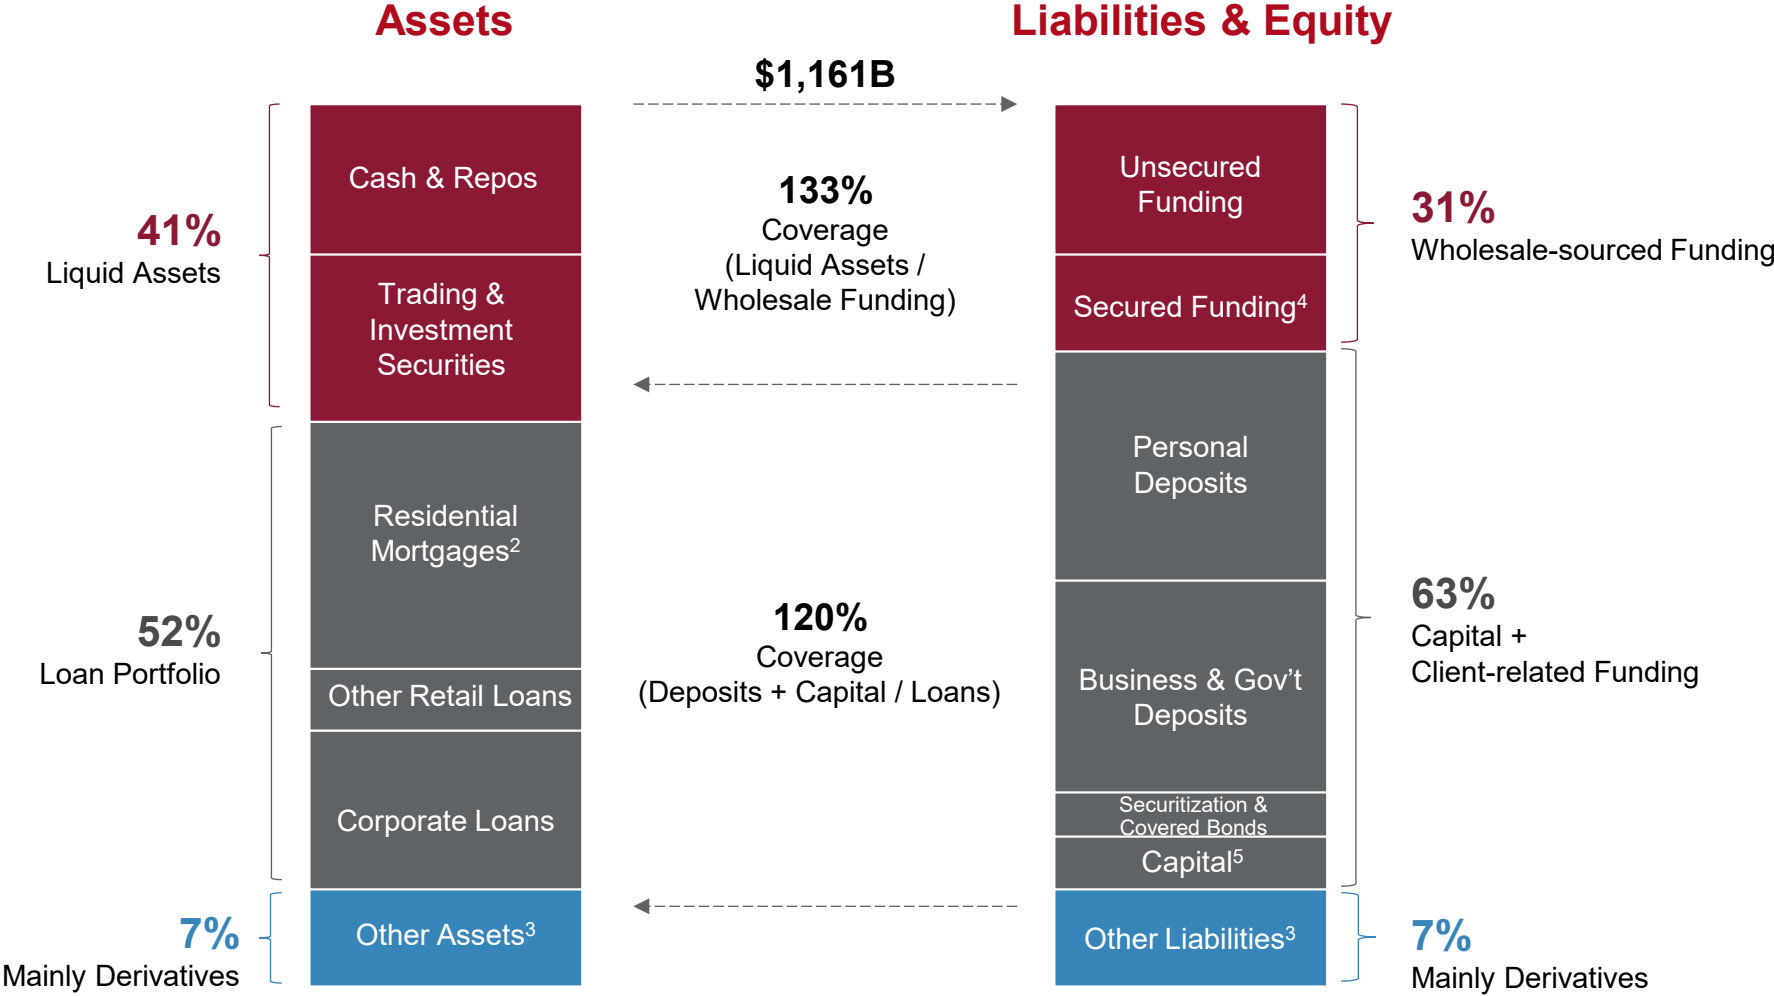 Assets
Liabilities & Equity
$1,161B
41%
Liquid Assets
Cash & Repos
Trading &
Investment
Securities
133%
Coverage
(Liquid Assets /
Wholesale Funding)
Unsecured
Funding
Secured Funding4
31%
Wholesale-sourced Funding
52%
Loan Portfolio
Residential
Mortgages2
Other Retail Loans
Corporate Loans
120%
Coverage
(Deposits + Capital / Loans)
Personal
Deposits
Business & Gov’t
Deposits
Securitization &
Covered Bonds
Capital5
63%
Capital +
Client-related Funding
7%
Mainly Derivatives
Other Assets3
Other Liabilities3
7%
Mainly Derivatives